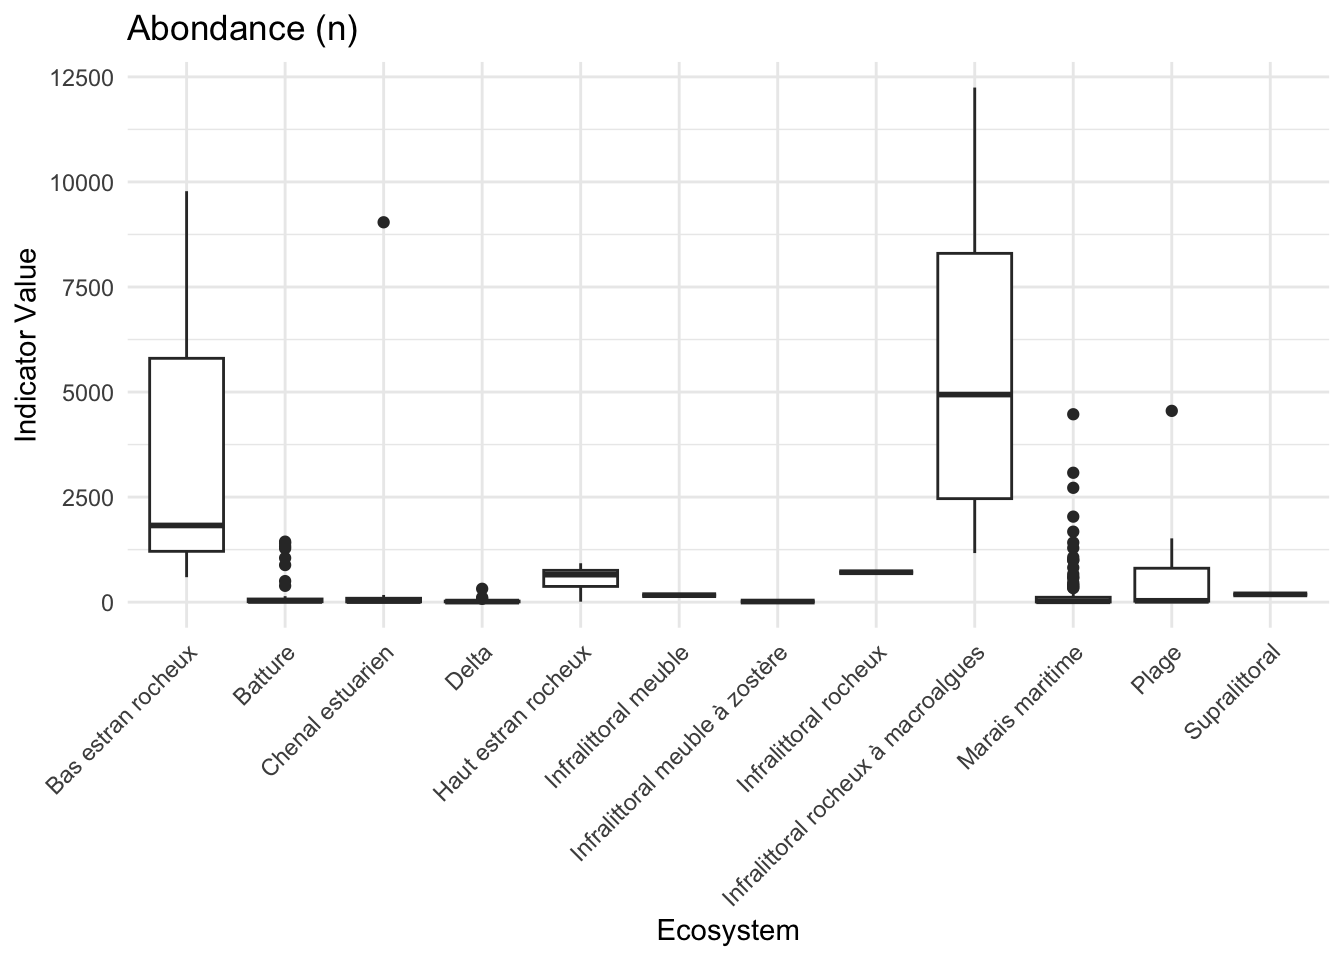 Abondance (n)
Indicator Value
12500
10000
7500
5000
2500
0
Bas estran rocheux
Batture
Chenal estuarien
Delta
Haut estran rocheux
Infralittoral meuble
Infralittoral meuble à zostère
Infralittoral rocheux
Infralittoral rocheux à macroalgues
Marais maritime
Plage
Supralittoral
Ecosystem